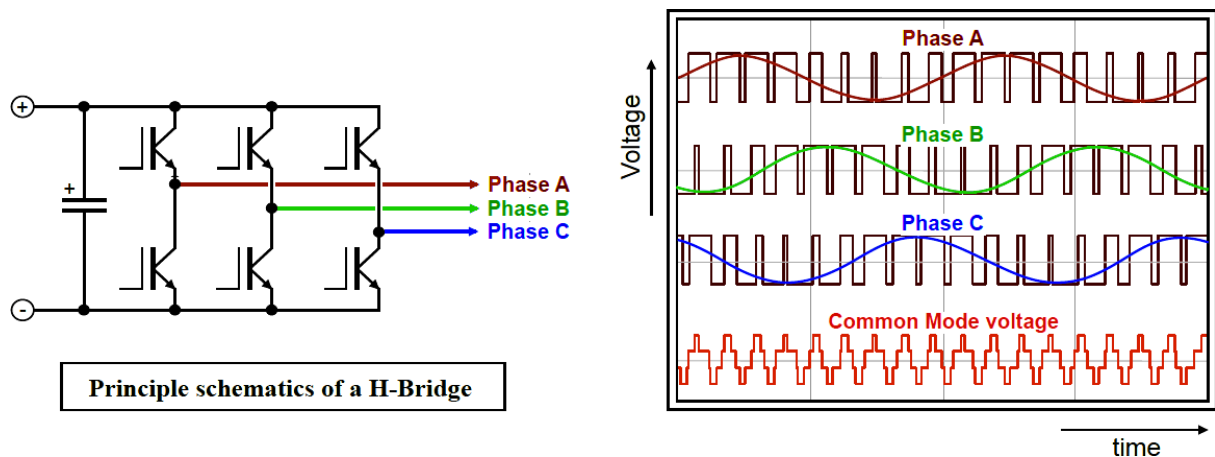 +
+
-
Phase A
Phase B
Phase C
Principle schematics of a H-Bridge
Voltage
Phase A
Phase B
Phase C
Common Mode voltage
time